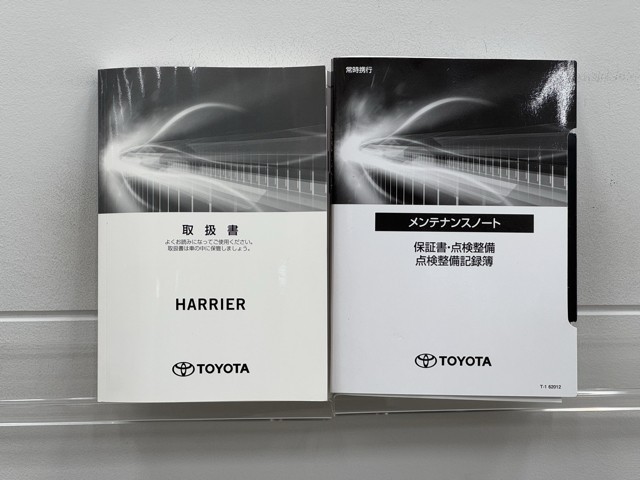 取扱書
よくお読みになってご使用ください。
取扱書は車の中に保管しましょう。
HARRIER
TOYOTA
常時携行
メンテナンスノート
保証書・点検整備
点検整備記録簿
TOYOTA
T-1 62012